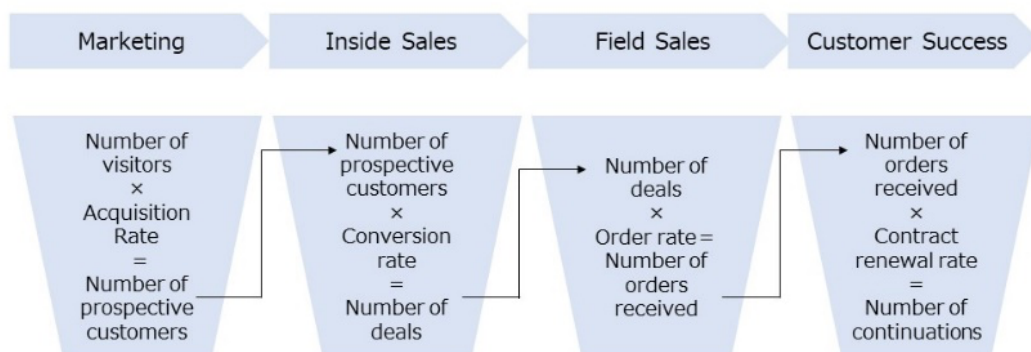 Marketing
Inside Sales
Field Sales
Customer Success
Number of
visitors
×
Acquisition
Rate
=
Number of
prospective
customers
Number of
prospective
customers
×
Conversion
rate
=
Number of
deals
Number of
deals
×
Order rate=
Number of
orders
received
Number of
orders
received
×
Contract
renewal rate
=
Number of
continuations